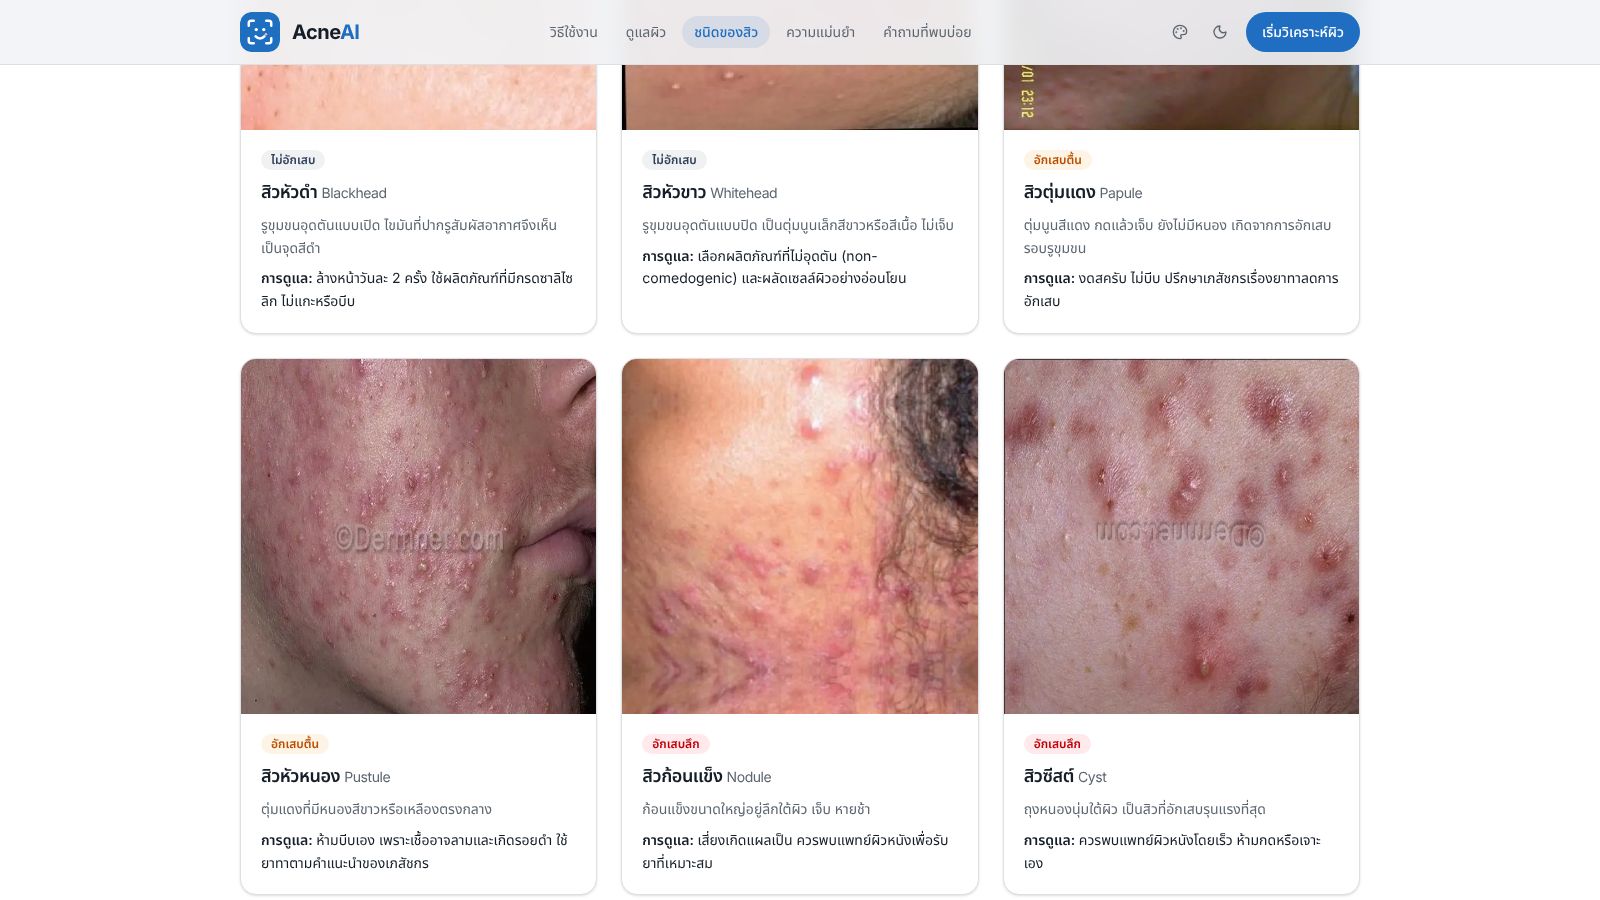 AcneAI
วิธีใช้งาน
ดูแลผิว
ชนิดของสิว
ความแม่นยำ
คำถามที่พบบ่อย
เริ่มวิเคราะห์ผิว
/01 23:12
ไม่อักเสบ
สิวหัวดำ Blackhead
รูขุมขนอุดตันแบบเปิด ไขมันที่ปากรูสัมผัสอากาศจึงเห็น
เป็นจุดสีดำ
การดูแล: ล้างหน้าวันละ 2 ครั้ง ใช้ผลิตภัณฑ์ที่มีกรดซาลิไซ
ลิก ไม่แกะหรือบีบ
ไม่อักเสบ
สิวหัวขาว Whitehead
รูขุมขนอุดตันแบบปิด เป็นตุ่มนูนเล็กสีขาวหรือสีเนื้อ ไม่เจ็บ
การดูแล: เลือกผลิตภัณฑ์ที่ไม่อุดตัน (non-
comedogenic) และผลัดเซลล์ผิวอย่างอ่อนโยน
อักเสบตื้น
สิวตุ่มแดง Papule
ตุ่มนูนสีแดง กดแล้วเจ็บ ยังไม่มีหนอง เกิดจากการอักเสบ
รอบรูขุมขน
การดูแล: งดสครับ ไม่บีบ ปรึกษาเภสัชกรเรื่องยาทาลดการ
อักเสบ
©Dermnet.com
©Dermnet.com
อักเสบตื้น
สิวหัวหนอง Pustule
ตุ่มแดงที่มีหนองสีขาวหรือเหลืองตรงกลาง
การดูแล: ห้ามบีบเอง เพราะเชื้ออาจลามและเกิดรอยดำ ใช้
ยาทาตามคำแนะนำของเภสัชกร
อักเสบลึก
สิวก้อนแข็ง Nodule
ก้อนแข็งขนาดใหญ่อยู่ลึกใต้ผิว เจ็บ หายช้า
การดูแล: เสี่ยงเกิดแผลเป็น ควรพบแพทย์ผิวหนังเพื่อรับ
ยาที่เหมาะสม
อักเสบลึก
สิวซีสต์ Cyst
ถุงหนองนุ่มใต้ผิว เป็นสิวที่อักเสบรุนแรงที่สุด
การดูแล: ควรพบแพทย์ผิวหนังโดยเร็ว ห้ามกดหรือเจาะ
เอง